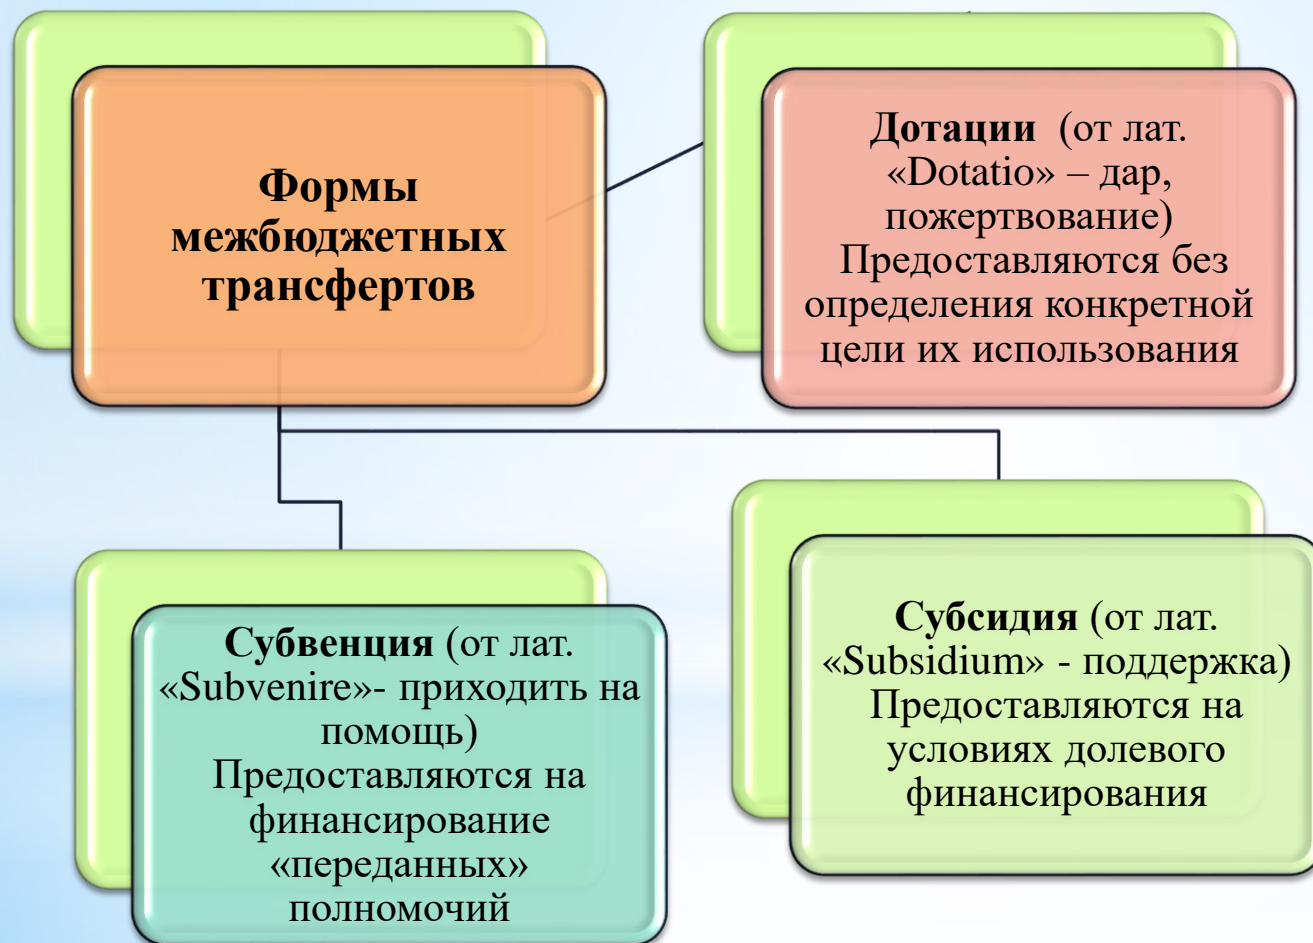 Формы
межбюджетных
трансфертов
Дотации (от лат.
«Dotatio» – дар,
пожертвование)
Предоставляются без
определения конкретной
цели их использования
Субвенция (от лат.
«Subvenire»- приходить на
помощь)
Предоставляются на
финансирование
«переданных»
полномочий
Субсидия (от лат.
«Subsidium» - поддержка)
Предоставляются на
условиях долевого
финансирования